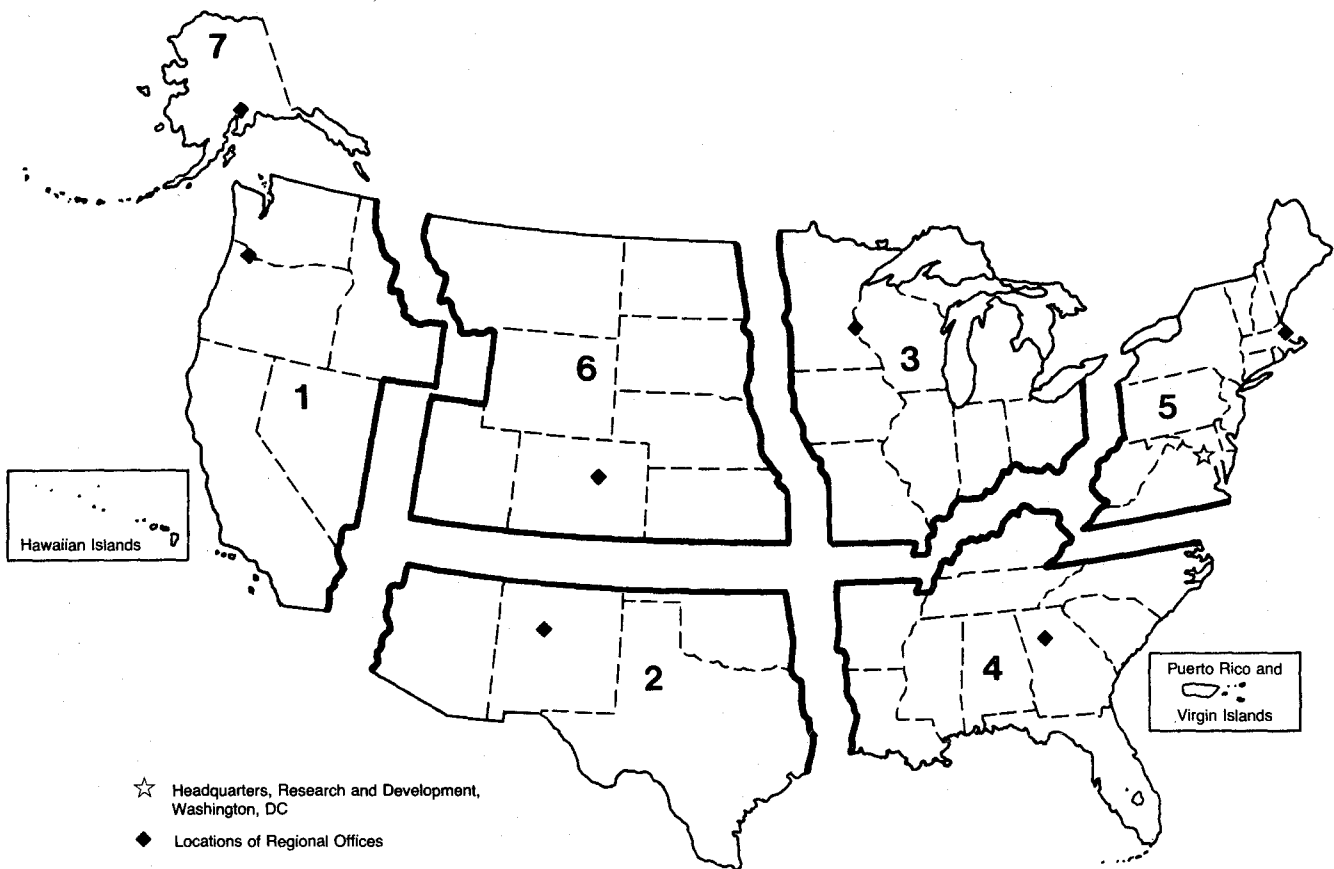 7
3
6
1
5
Hawaiian Islands
4
2
Puerto Rico and
Virgin Islands
Headquarters, Research and Development,
Washington, DC
Locations of Regional Offices